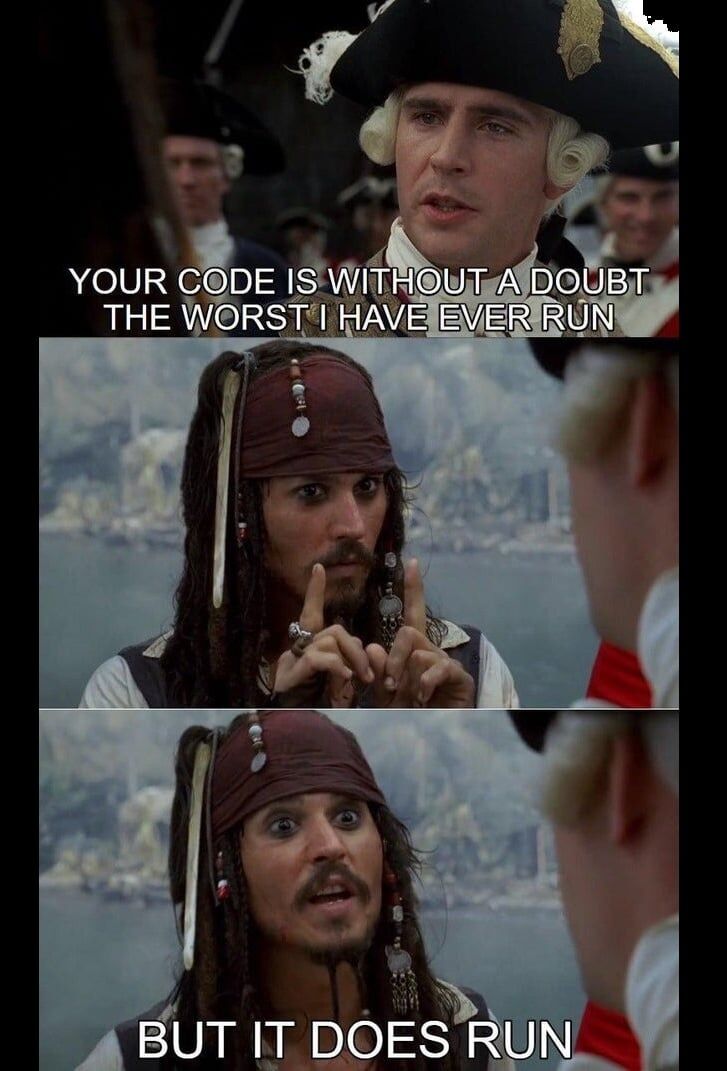 YOUR CODE IS WITHOUT A DOUBT
THE WORST I HAVE EVER RUN
BUT IT DOES RUN